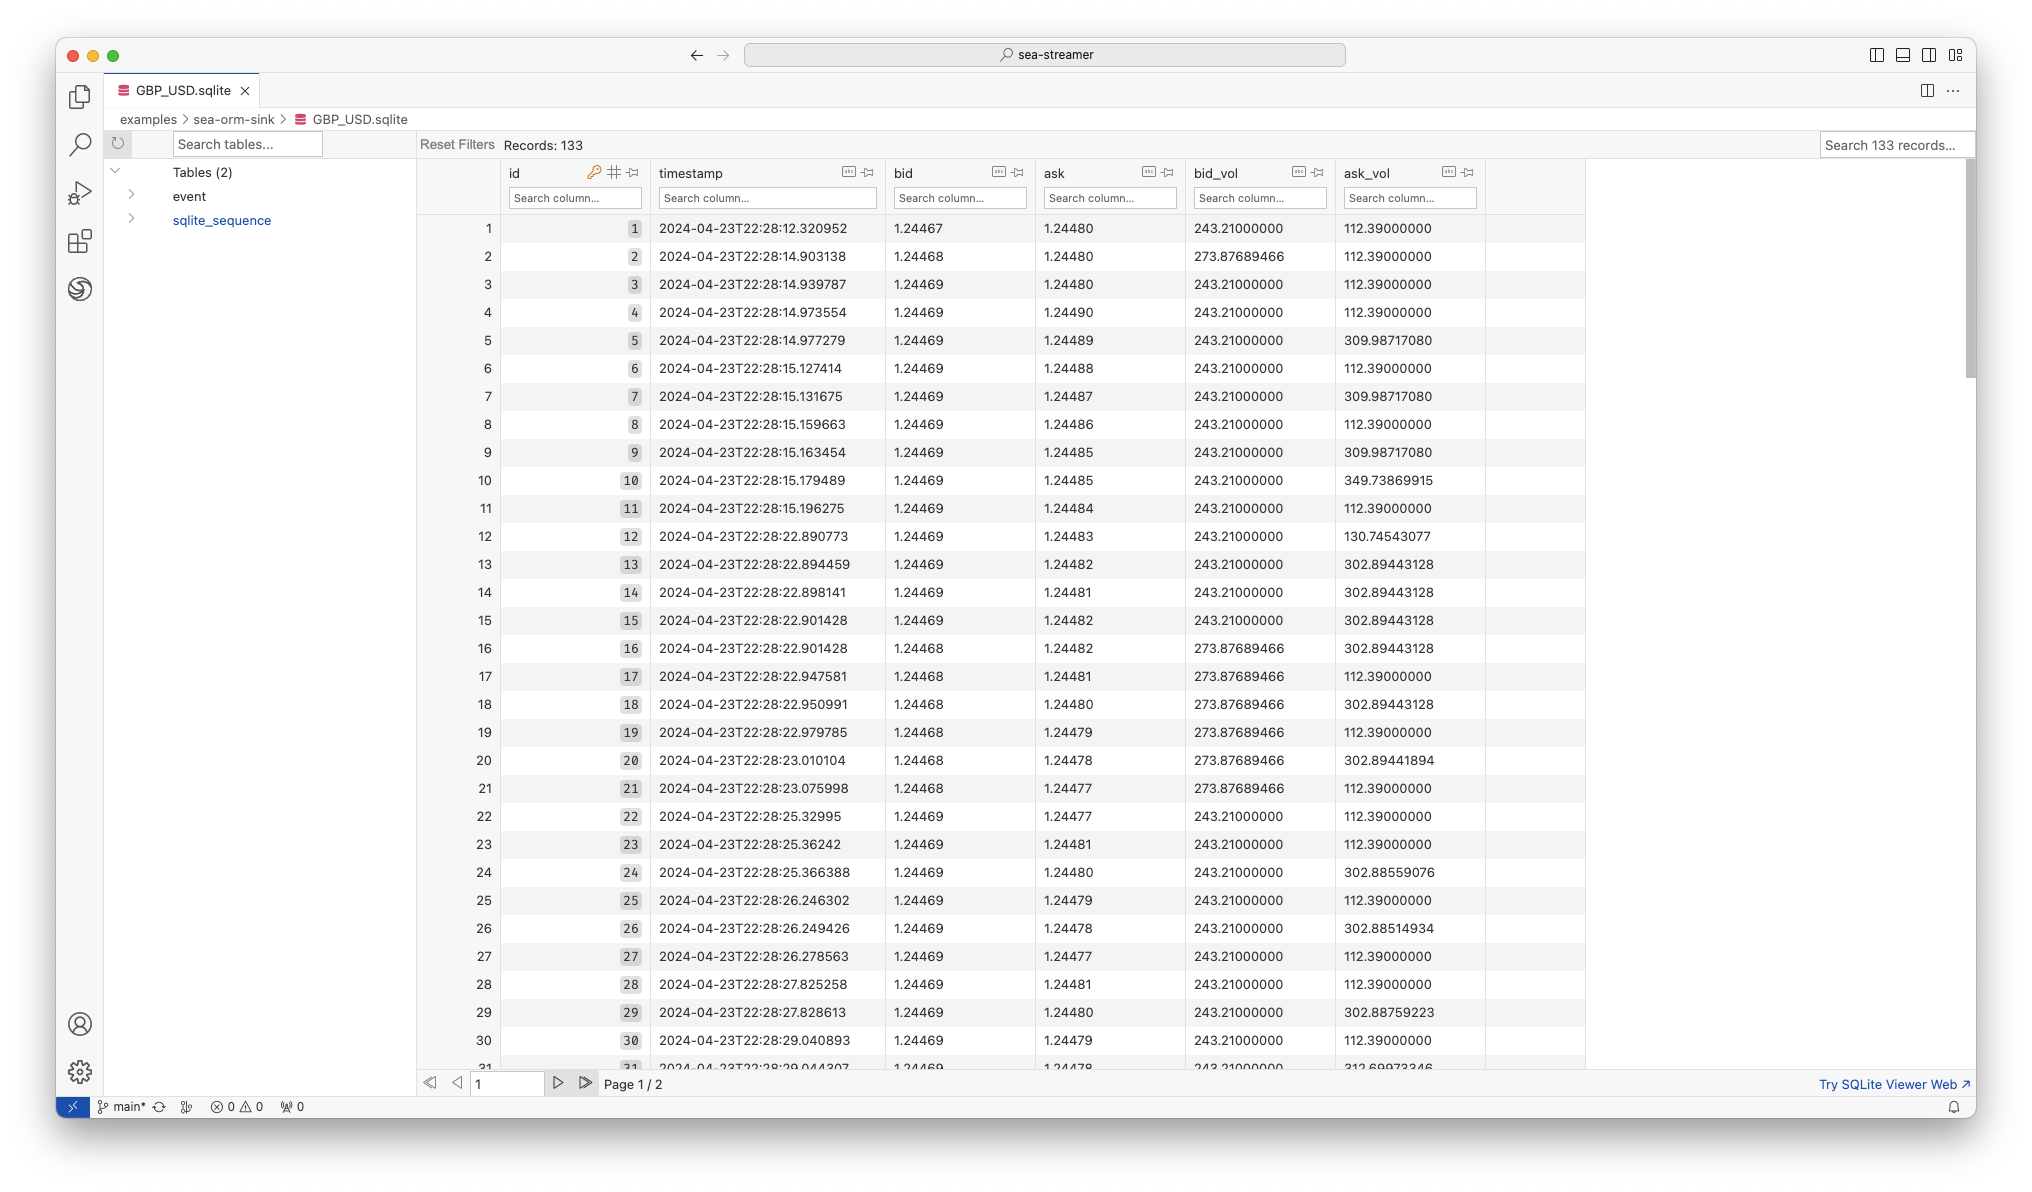 sea-streamer
GBP_USD.sqlite
examples > sea-orm-sink > GBP_USD.sqlite
Search tables...
Reset Filters Records: 133 Search 133 records...
Tables (2)
event
sqlite_sequence
id timestamp bid ask bid_vol ask_vol
Search column... Search column... Search column... Search column... Search column... Search column...
1 1 2024-04-23T22:28:12.320952 1.24467 1.24480 243.21000000 112.39000000
2 2 2024-04-23T22:28:14.903138 1.24468 1.24480 273.87689466 112.39000000
3 3 2024-04-23T22:28:14.939787 1.24469 1.24480 243.21000000 112.39000000
4 4 2024-04-23T22:28:14.973554 1.24469 1.24490 243.21000000 112.39000000
5 5 2024-04-23T22:28:14.977279 1.24469 1.24489 243.21000000 309.98717080
6 6 2024-04-23T22:28:15.127414 1.24469 1.24488 243.21000000 112.39000000
7 7 2024-04-23T22:28:15.131675 1.24469 1.24487 243.21000000 309.98717080
8 8 2024-04-23T22:28:15.159663 1.24469 1.24486 243.21000000 112.39000000
9 9 2024-04-23T22:28:15.163454 1.24469 1.24485 243.21000000 309.98717080
10 10 2024-04-23T22:28:15.179489 1.24469 1.24485 243.21000000 349.73869915
11 11 2024-04-23T22:28:15.196275 1.24469 1.24484 243.21000000 112.39000000
12 12 2024-04-23T22:28:22.890773 1.24469 1.24483 243.21000000 130.74543077
13 13 2024-04-23T22:28:22.894459 1.24469 1.24482 243.21000000 302.89443128
14 14 2024-04-23T22:28:22.898141 1.24469 1.24481 243.21000000 302.89443128
15 15 2024-04-23T22:28:22.901428 1.24469 1.24482 243.21000000 302.89443128
16 16 2024-04-23T22:28:22.901428 1.24468 1.24482 273.87689466 302.89443128
17 17 2024-04-23T22:28:22.947581 1.24468 1.24481 273.87689466 112.39000000
18 18 2024-04-23T22:28:22.950991 1.24468 1.24480 273.87689466 302.89443128
19 19 2024-04-23T22:28:22.979785 1.24468 1.24479 273.87689466 112.39000000
20 20 2024-04-23T22:28:23.010104 1.24468 1.24478 273.87689466 302.89441894
21 21 2024-04-23T22:28:23.075998 1.24468 1.24477 273.87689466 112.39000000
22 22 2024-04-23T22:28:25.32995 1.24469 1.24477 243.21000000 112.39000000
23 23 2024-04-23T22:28:25.36242 1.24469 1.24481 243.21000000 112.39000000
24 24 2024-04-23T22:28:25.366388 1.24469 1.24480 243.21000000 302.88559076
25 25 2024-04-23T22:28:26.246302 1.24469 1.24479 243.21000000 112.39000000
26 26 2024-04-23T22:28:26.249426 1.24469 1.24478 243.21000000 302.88514934
27 27 2024-04-23T22:28:26.278563 1.24469 1.24477 243.21000000 112.39000000
28 28 2024-04-23T22:28:27.825258 1.24469 1.24481 243.21000000 112.39000000
29 29 2024-04-23T22:28:27.828613 1.24469 1.24480 243.21000000 302.88759223
30 30 2024-04-23T22:28:29.040893 1.24469 1.24479 243.21000000 112.39000000
31 31 2024-04-23T22:28:29.044307 1.24469 1.24478 243.21000000 312.69973346
1 Page 1 / 2 Try SQLite Viewer Web
main* 0 0 0